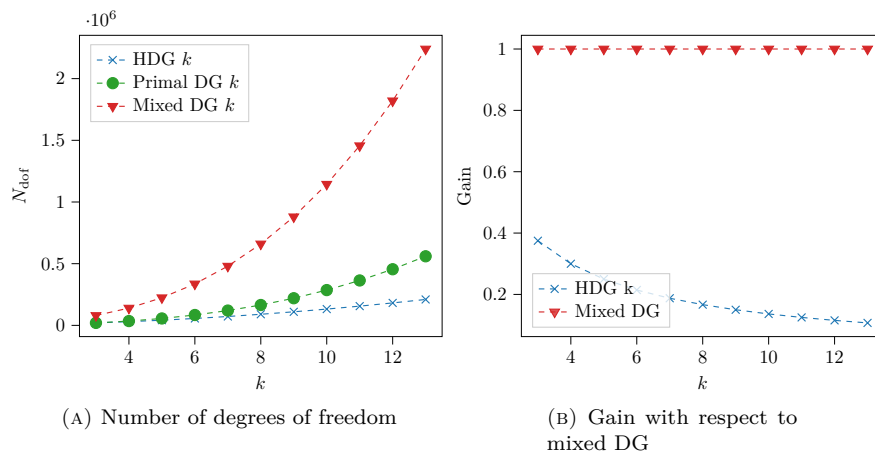 ·10⁶
HDG k
Primal DG k
Mixed DG k
2
1.5
1
0.5
0
N_dof
4 6 8 10 12
k
(A) Number of degrees of freedom
1
0.8
0.6
0.4
0.2
Gain
HDG k
Mixed DG
4 6 8 10 12
k
(B) Gain with respect to
mixed DG